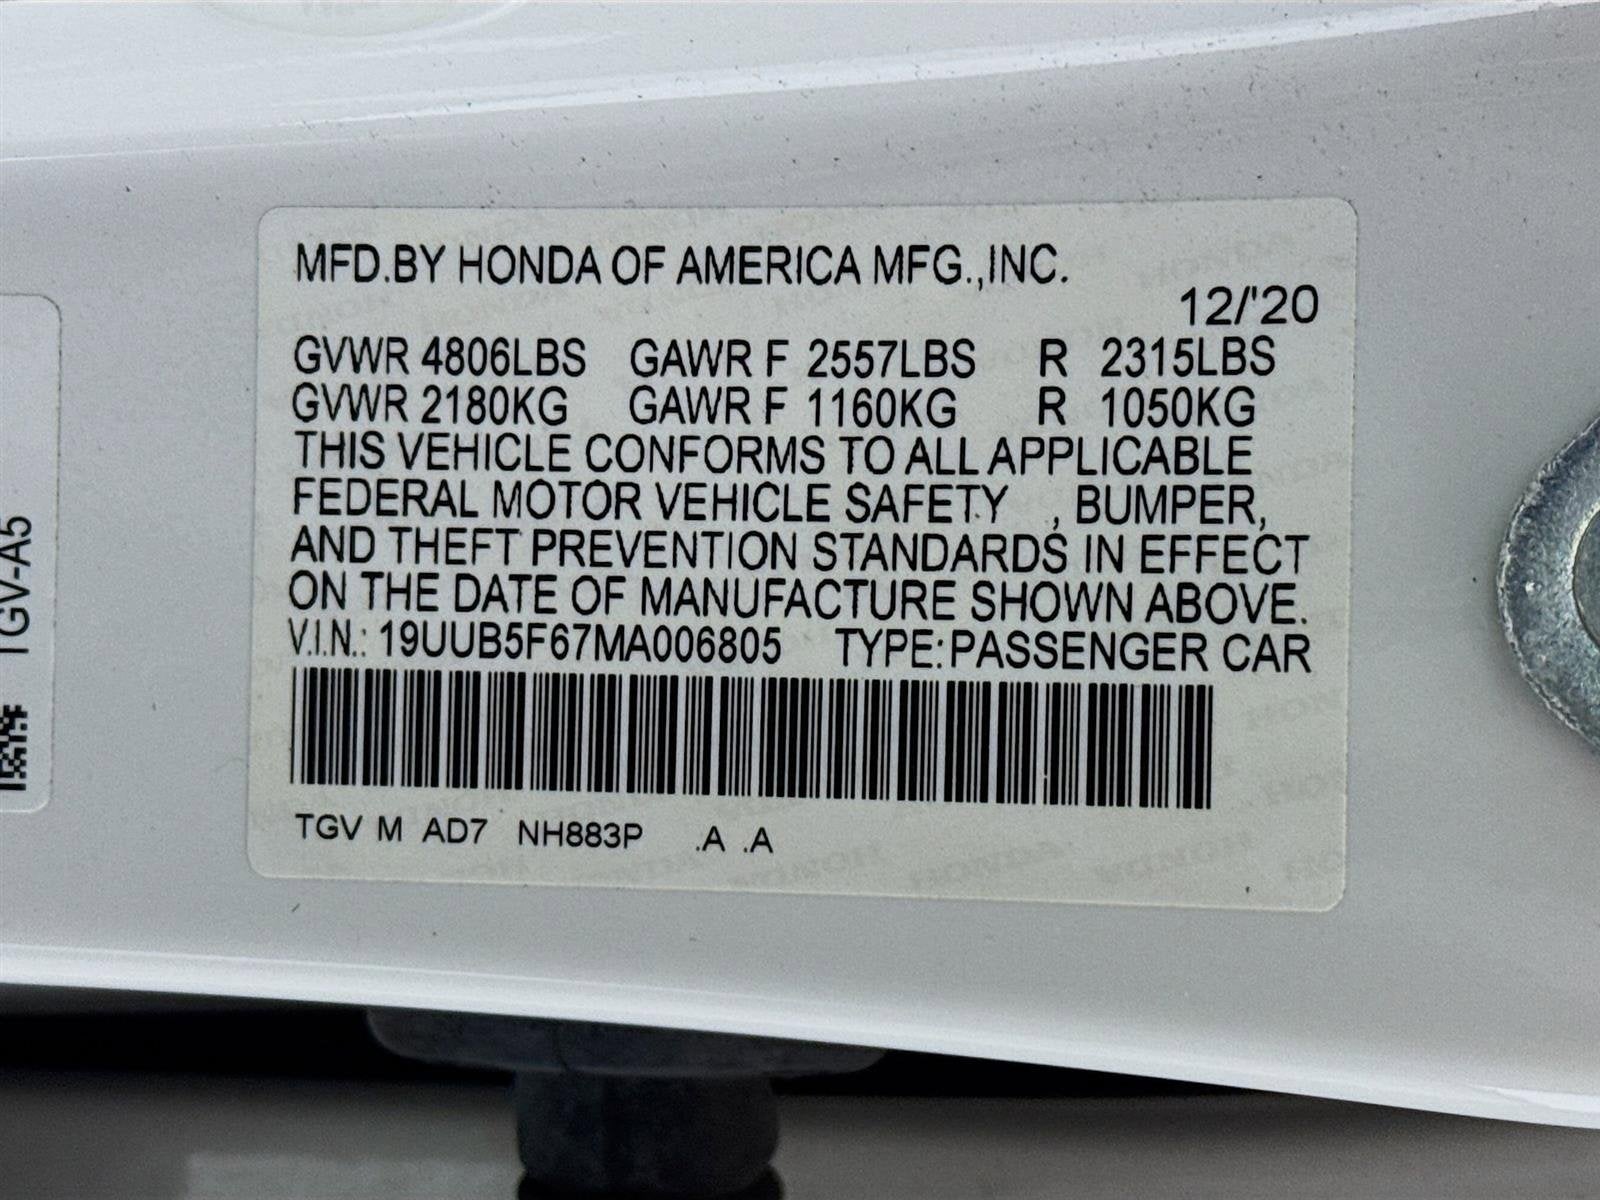 MFD.BY HONDA OF AMERICA MFG.,INC.
12/'20
GVWR 4806LBS GAWR F 2557LBS R 2315LBS
GVWR 2180KG GAWR F 1160KG R 1050KG
THIS VEHICLE CONFORMS TO ALL APPLICABLE
FEDERAL MOTOR VEHICLE SAFETY , BUMPER,
AND THEFT PREVENTION STANDARDS IN EFFECT
ON THE DATE OF MANUFACTURE SHOWN ABOVE.
V.I.N.: 19UUB5F67MA006805 TYPE:PASSENGER CAR
TGV M AD7 NH883P .A .A
TGV-A5